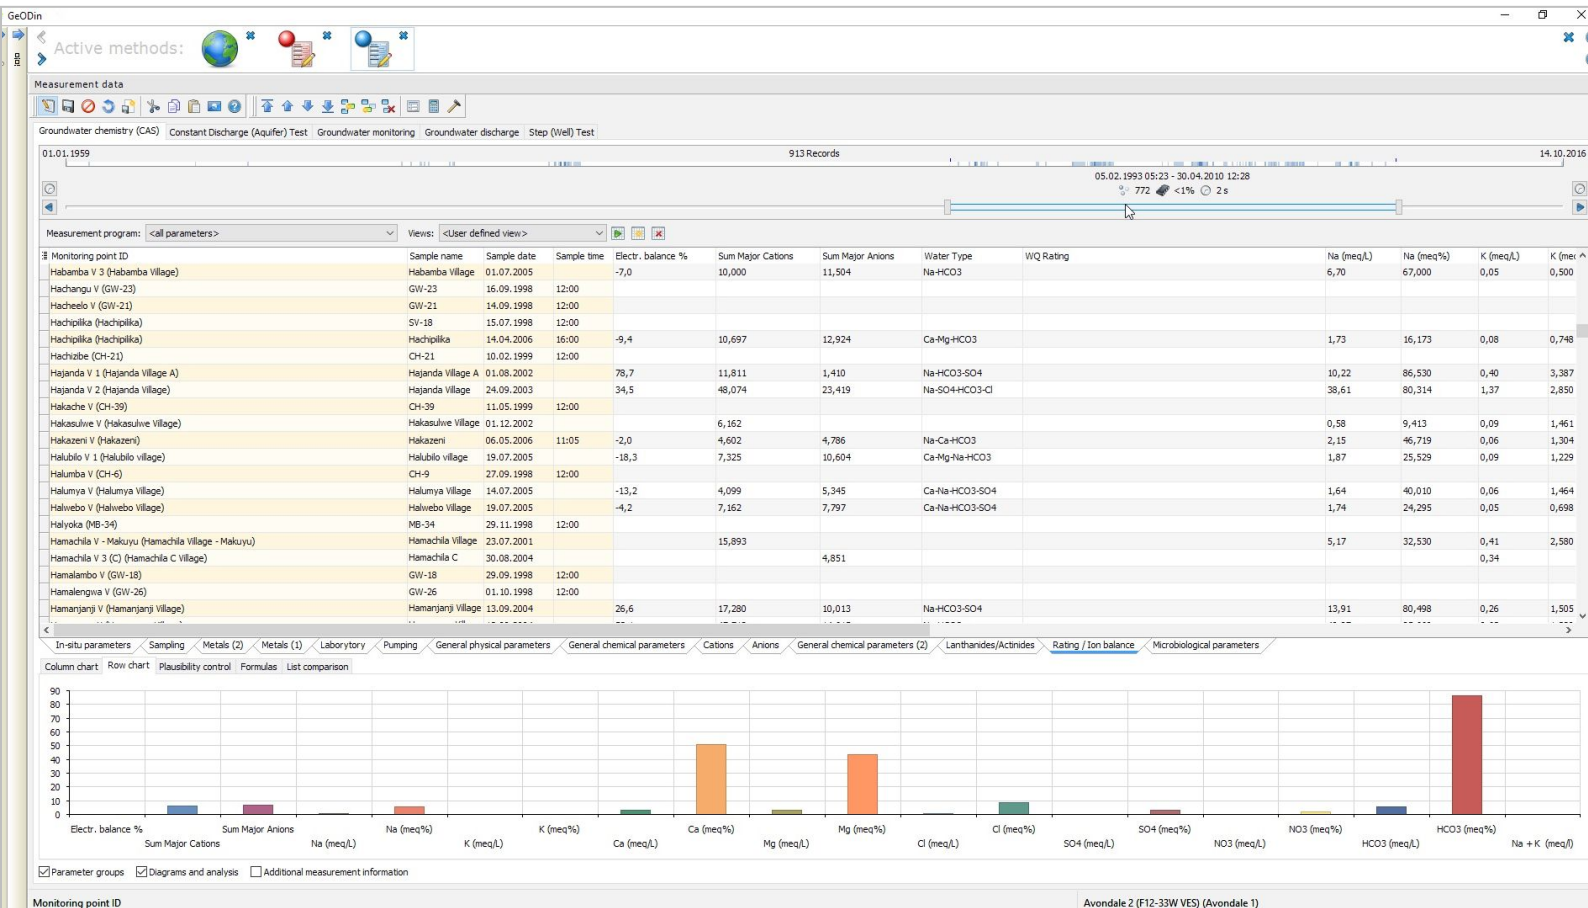 GeODin
Active methods:
Measurement data
Groundwater chemistry (CAS) Constant Discharge (Aquifer) Test Groundwater monitoring Groundwater discharge Step (Well) Test
01.01.1959 913 Records 14.10.2016
05.02.1993 05:23 - 30.04.2010 12:28
772 <1% 2 s
Measurement program: <all parameters> Views: <User defined view>
Monitoring point ID Sample name Sample date Sample time Electr. balance % Sum Major Cations Sum Major Anions Water Type WQ Rating Na (meq/L) Na (meq%) K (meq/L) K (meq
Habamba V 3 (Habamba Village) Habamba Village 01.07.2005 -7,0 10,000 11,504 Na-HCO3 6,70 67,000 0,05 0,500
Hachangu V (GW-23) GW-23 16.09.1998 12:00
Hacheelo V (GW-21) GW-21 14.09.1998 12:00
Hachipilika (Hachipilika) SV-18 15.07.1998 12:00
Hachipilika (Hachipilika) Hachipilika 14.04.2006 16:00 -9,4 10,697 12,924 Ca-Mg-HCO3 1,73 16,173 0,08 0,748
Hachizibe (CH-21) CH-21 10.02.1999 12:00
Hajanda V 1 (Hajanda Village A) Hajanda Village A 01.08.2002 78,7 11,811 1,410 Na-HCO3-SO4 10,22 86,530 0,40 3,387
Hajanda V 2 (Hajanda Village) Hajanda Village 24.09.2003 34,5 48,074 23,419 Na-SO4-HCO3-Cl 38,61 80,314 1,37 2,850
Hakache V (CH-39) CH-39 11.05.1999 12:00
Hakasulwe V (Hakasulwe Village) Hakasulwe Village 01.12.2002 6,162 0,58 9,413 0,09 1,461
Hakazeni V (Hakazeni) Hakazeni 06.05.2006 11:05 -2,0 4,602 4,786 Na-Ca-HCO3 2,15 46,719 0,06 1,304
Halubilo V 1 (Halubilo village) Halubilo village 19.07.2005 -18,3 7,325 10,604 Ca-Mg-Na-HCO3 1,87 25,529 0,09 1,229
Halumba V (CH-6) CH-9 27.09.1998 12:00
Halumya V (Halumya Village) Halumya Village 14.07.2005 -13,2 4,099 5,345 Ca-Na-HCO3-SO4 1,64 40,010 0,06 1,464
Halwebo V (Halwebo Village) Halwebo Village 19.07.2005 -4,2 7,162 7,797 Ca-Na-HCO3-SO4 1,74 24,295 0,05 0,698
Halyoka (MB-34) MB-34 29.11.1998 12:00
Hamachila V - Makuyu (Hamachila Village - Makuyu) Hamachila Village 23.07.2001 15,893 5,17 32,530 0,41 2,580
Hamachila V 3 (C) (Hamachila C Village) Hamachila C 30.08.2004 4,851 0,34
Hamalambo V (GW-18) GW-18 29.09.1998 12:00
Hamalengwa V (GW-26) GW-26 01.10.1998 12:00
Hamanjanji V (Hamanjanji Village) Hamanjanji Village 13.09.2004 26,6 17,280 10,013 Na-HCO3-SO4 13,91 80,498 0,26 1,505
In-situ parameters Sampling Metals (2) Metals (1) Laborytory Pumping General physical parameters General chemical parameters Cations Anions General chemical parameters (2) Lanthanides/Actinides Rating / Ion balance Microbiological parameters
Column chart Row chart Plausibility control Formulas List comparison
90
80
70
60
50
40
30
20
10
0
Electr. balance % Sum Major Anions Na (meq%) K (meq%) Ca (meq%) Mg (meq%) Cl (meq%) SO4 (meq%) NO3 (meq%) HCO3 (meq%)
Sum Major Cations Na (meq/L) K (meq/L) Ca (meq/L) Mg (meq/L) Cl (meq/L) SO4 (meq/L) NO3 (meq/L) HCO3 (meq/L) Na + K (meq/l)
Parameter groups Diagrams and analysis Additional measurement information
Monitoring point ID Avondale 2 (F12-33W VES) (Avondale 1)